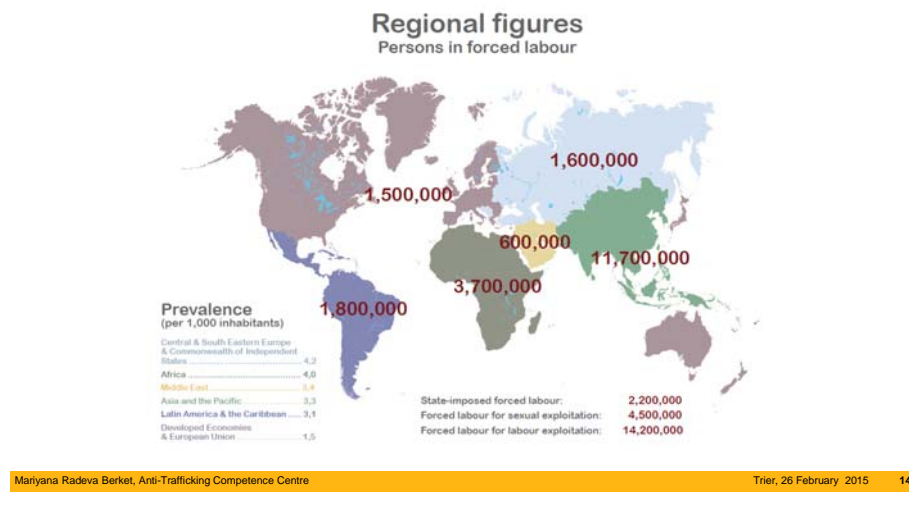 Regional figures
Persons in forced labour
1,600,000
1,500,000
600,000
11,700,000
3,700,000
1,800,000
Prevalence
(per 1,000 inhabitants)
Central & South Eastern Europe
& Commonwealth of Independent
States 4,2
Africa 4,0
Middle East 3,4
Asia and the Pacific 3,3
Latin America & the Caribbean 3,1
Developed Economies
& European Union 1,5
State-imposed forced labour: 2,200,000
Forced labour for sexual exploitation: 4,500,000
Forced labour for labour exploitation: 14,200,000
Mariyana Radeva Berket, Anti-Trafficking Competence Centre Trier, 26 February 2015 14